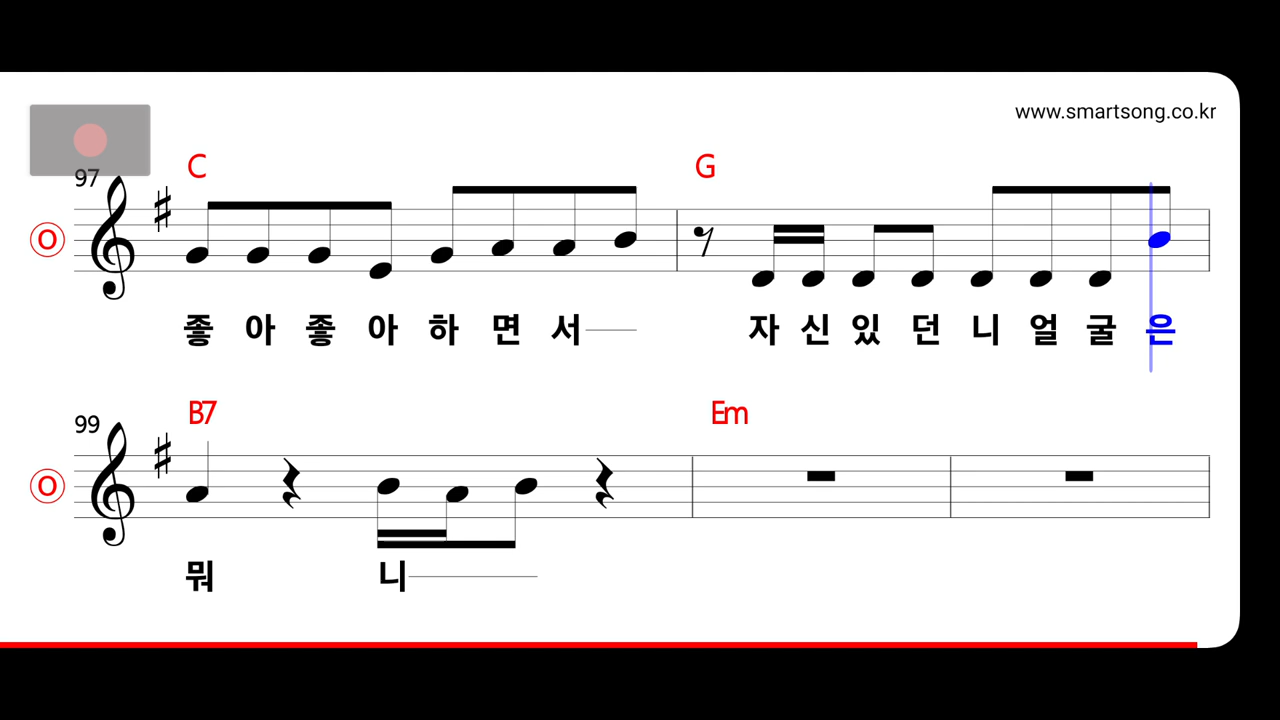 www.smartsong.co.kr
C G
97
O
좋 아 좋 아 하 면 서 자 신 있 던 니 얼 굴 은
B7 Em
99
O
뭐 니